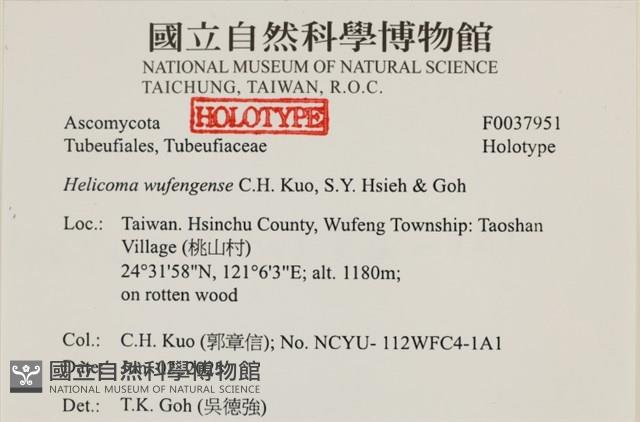 國立自然科學博物館
NATIONAL MUSEUM OF NATURAL SCIENCE
TAICHUNG, TAIWAN, R.O.C.
Ascomycota HOLOTYPE F0037951
Tubeufiales, Tubeufiaceae Holotype
Helicoma wufengense C.H. Kuo, S.Y. Hsieh & Goh
Loc.: Taiwan. Hsinchu County, Wufeng Township: Taoshan
Village (桃山村)
24°31'58"N, 121°6'3"E; alt. 1180m;
on rotten wood
Col.: C.H. Kuo (郭章信); No. NCYU- 112WFC4-1A1
Date:
國立自然科學博物館
NATIONAL MUSEUM OF NATURAL SCIENCE
Det.: T.K. Goh (吳德強)